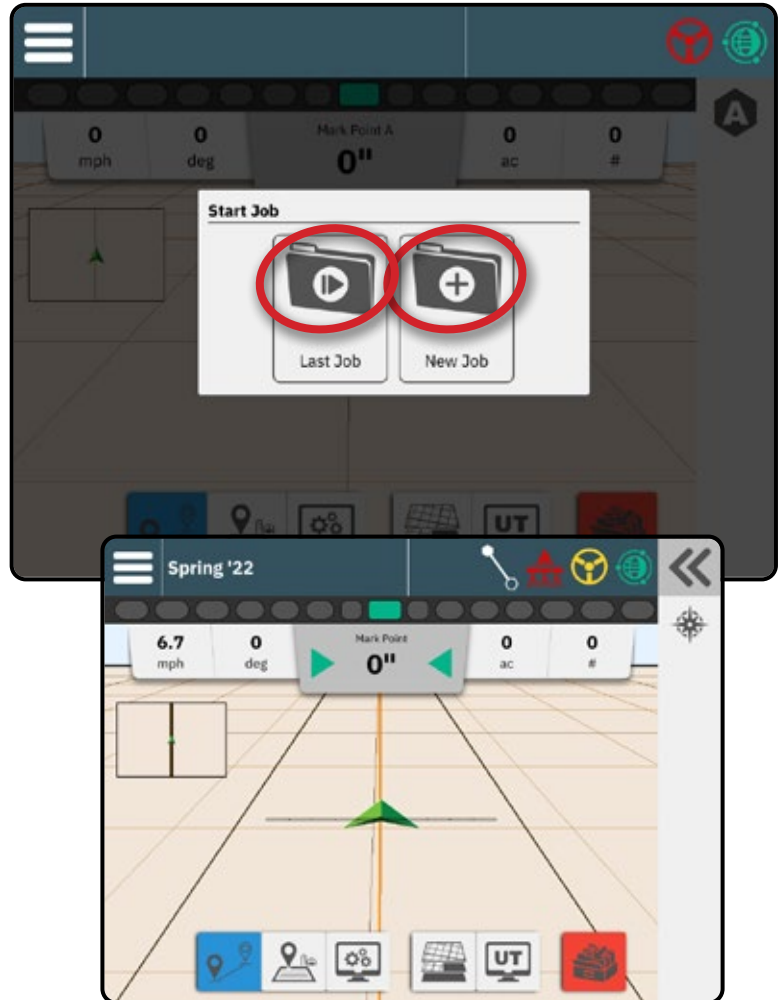 0 0 Mark Point A 0 0
mph deg 0" ac #
A
Start Job
Last Job New Job
UT
Spring '22
6.7 0 Mark Point 0 0
mph deg 0" ac #
UT